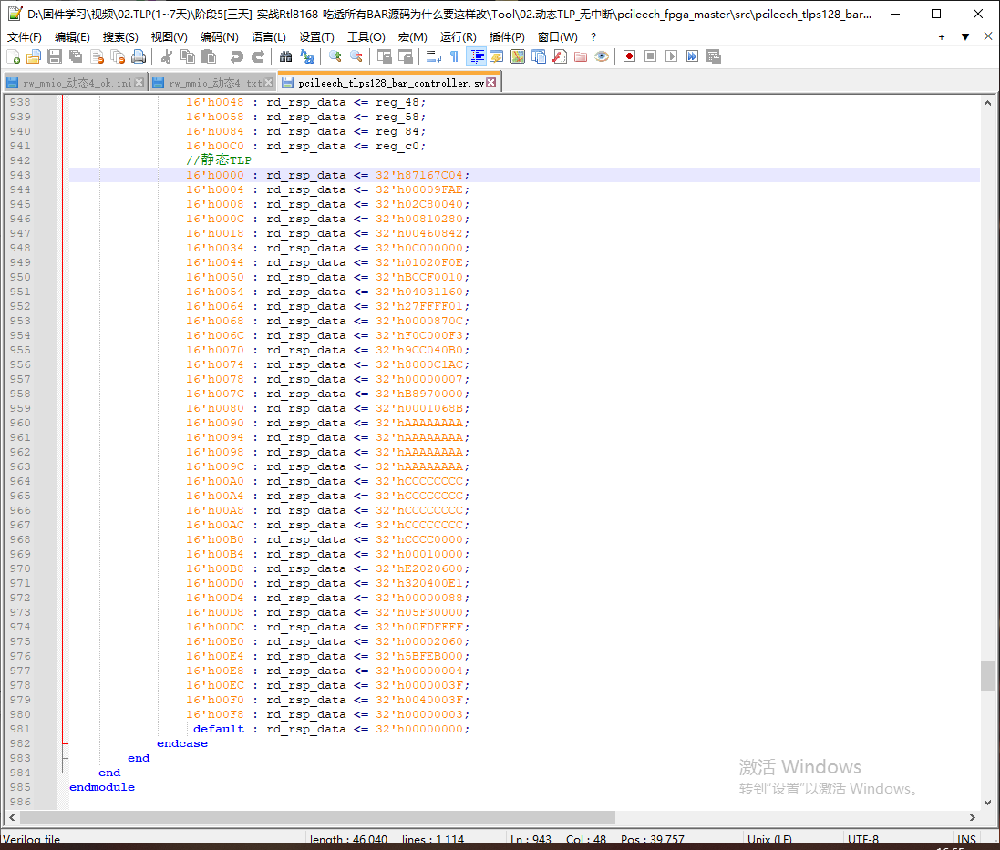 D:\固件学习\视频\02.TLP(1~7天)\阶段5[三天]-实战Rtl8168-吃透所有BAR源码为什么要这样改\Tool\02.动态TLP_无中断\pcileech_fpga_master\src\pcileech_tlps128_bar...
文件(F) 编辑(E) 搜索(S) 视图(V) 编码(N) 语言(L) 设置(T) 工具(O) 宏(M) 运行(R) 插件(P) 窗口(W) ?
rw_mmio_动态4_ok.ini rw_mmio_动态4.txt pcileech_tlps128_bar_controller.sv
938 16'h0048 : rd_rsp_data <= reg_48;
939 16'h0058 : rd_rsp_data <= reg_58;
940 16'h0084 : rd_rsp_data <= reg_84;
941 16'h00C0 : rd_rsp_data <= reg_c0;
942 //静态TLP
943 16'h0000 : rd_rsp_data <= 32'h87167C04;
944 16'h0004 : rd_rsp_data <= 32'h00009FAE;
945 16'h0008 : rd_rsp_data <= 32'h02C80040;
946 16'h000C : rd_rsp_data <= 32'h00810280;
947 16'h0018 : rd_rsp_data <= 32'h00460842;
948 16'h0034 : rd_rsp_data <= 32'h0C000000;
949 16'h0044 : rd_rsp_data <= 32'h01020F0E;
950 16'h0050 : rd_rsp_data <= 32'hBCCF0010;
951 16'h0054 : rd_rsp_data <= 32'h04031160;
952 16'h0064 : rd_rsp_data <= 32'h27FFFF01;
953 16'h0068 : rd_rsp_data <= 32'h0000870C;
954 16'h006C : rd_rsp_data <= 32'hF0C000F3;
955 16'h0070 : rd_rsp_data <= 32'h9CC040B0;
956 16'h0074 : rd_rsp_data <= 32'h8000C1AC;
957 16'h0078 : rd_rsp_data <= 32'h00000007;
958 16'h007C : rd_rsp_data <= 32'hB8970000;
959 16'h0080 : rd_rsp_data <= 32'h0001068B;
960 16'h0090 : rd_rsp_data <= 32'hAAAAAAAA;
961 16'h0094 : rd_rsp_data <= 32'hAAAAAAAA;
962 16'h0098 : rd_rsp_data <= 32'hAAAAAAAA;
963 16'h009C : rd_rsp_data <= 32'hAAAAAAAA;
964 16'h00A0 : rd_rsp_data <= 32'hCCCCCCCC;
965 16'h00A4 : rd_rsp_data <= 32'hCCCCCCCC;
966 16'h00A8 : rd_rsp_data <= 32'hCCCCCCCC;
967 16'h00AC : rd_rsp_data <= 32'hCCCCCCCC;
968 16'h00B0 : rd_rsp_data <= 32'hCCCC0000;
969 16'h00B4 : rd_rsp_data <= 32'h00010000;
970 16'h00B8 : rd_rsp_data <= 32'hE2020600;
971 16'h00D0 : rd_rsp_data <= 32'h320400E1;
972 16'h00D4 : rd_rsp_data <= 32'h00000088;
973 16'h00D8 : rd_rsp_data <= 32'h05F30000;
974 16'h00DC : rd_rsp_data <= 32'h00FDFFFF;
975 16'h00E0 : rd_rsp_data <= 32'h00002060;
976 16'h00E4 : rd_rsp_data <= 32'h5BFEB000;
977 16'h00E8 : rd_rsp_data <= 32'h00000004;
978 16'h00EC : rd_rsp_data <= 32'h0000003F;
979 16'h00F0 : rd_rsp_data <= 32'h0040003F;
980 16'h00F8 : rd_rsp_data <= 32'h00000003;
981 default : rd_rsp_data <= 32'h00000000;
982 endcase
983 end
984 end
985 endmodule
986
激活 Windows
转到“设置”以激活 Windows。
Verilog file length : 46,040 lines : 1,114 Ln : 943 Col : 48 Pos : 39,757 Unix (LF) UTF-8 INS